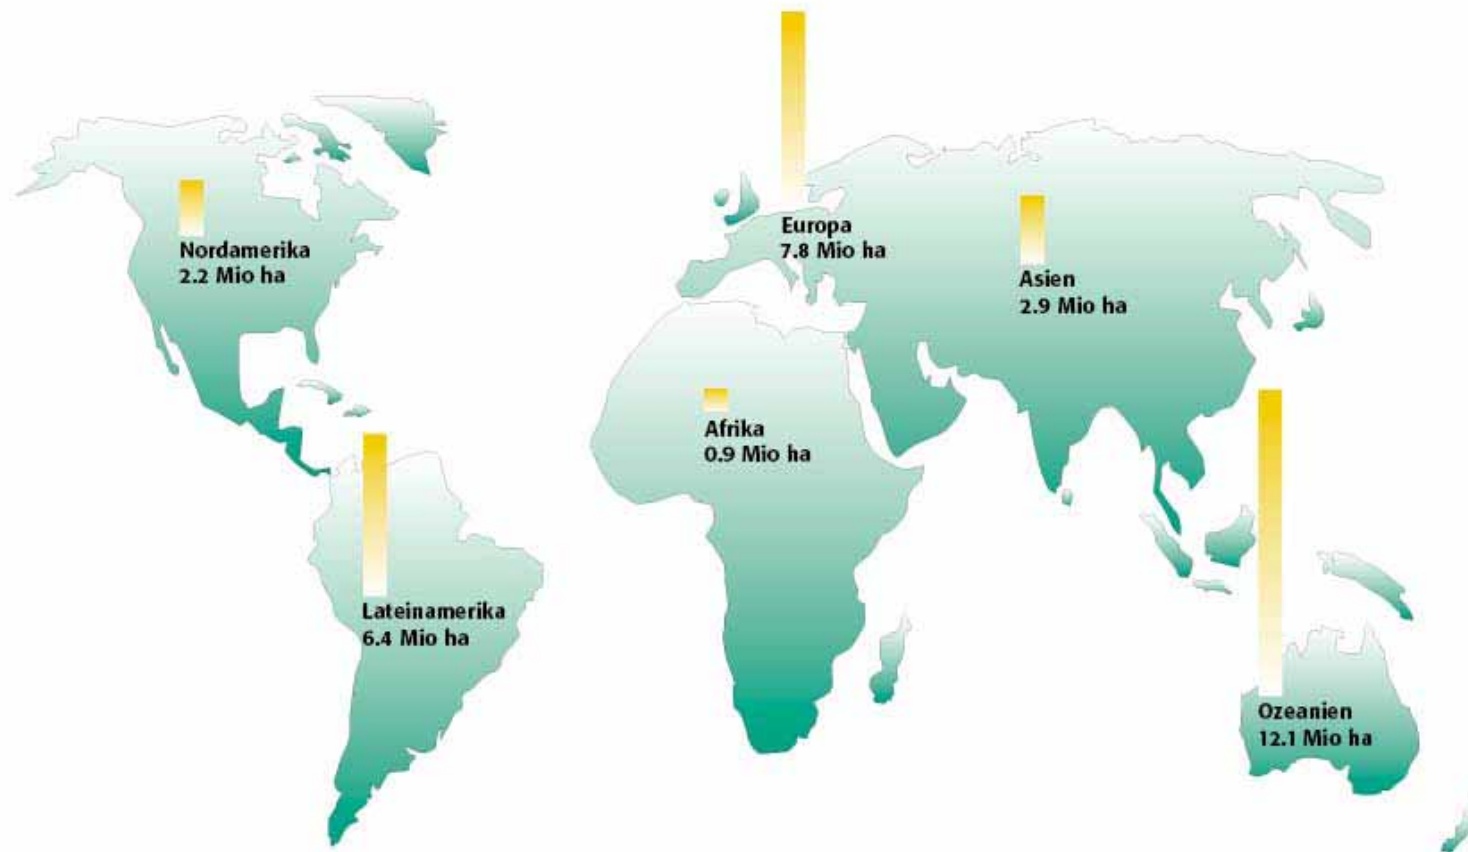 Nordamerika
2.2 Mio ha
Europa
7.8 Mio ha
Asien
2.9 Mio ha
Afrika
0.9 Mio ha
Lateinamerika
6.4 Mio ha
Ozeanien
12.1 Mio ha